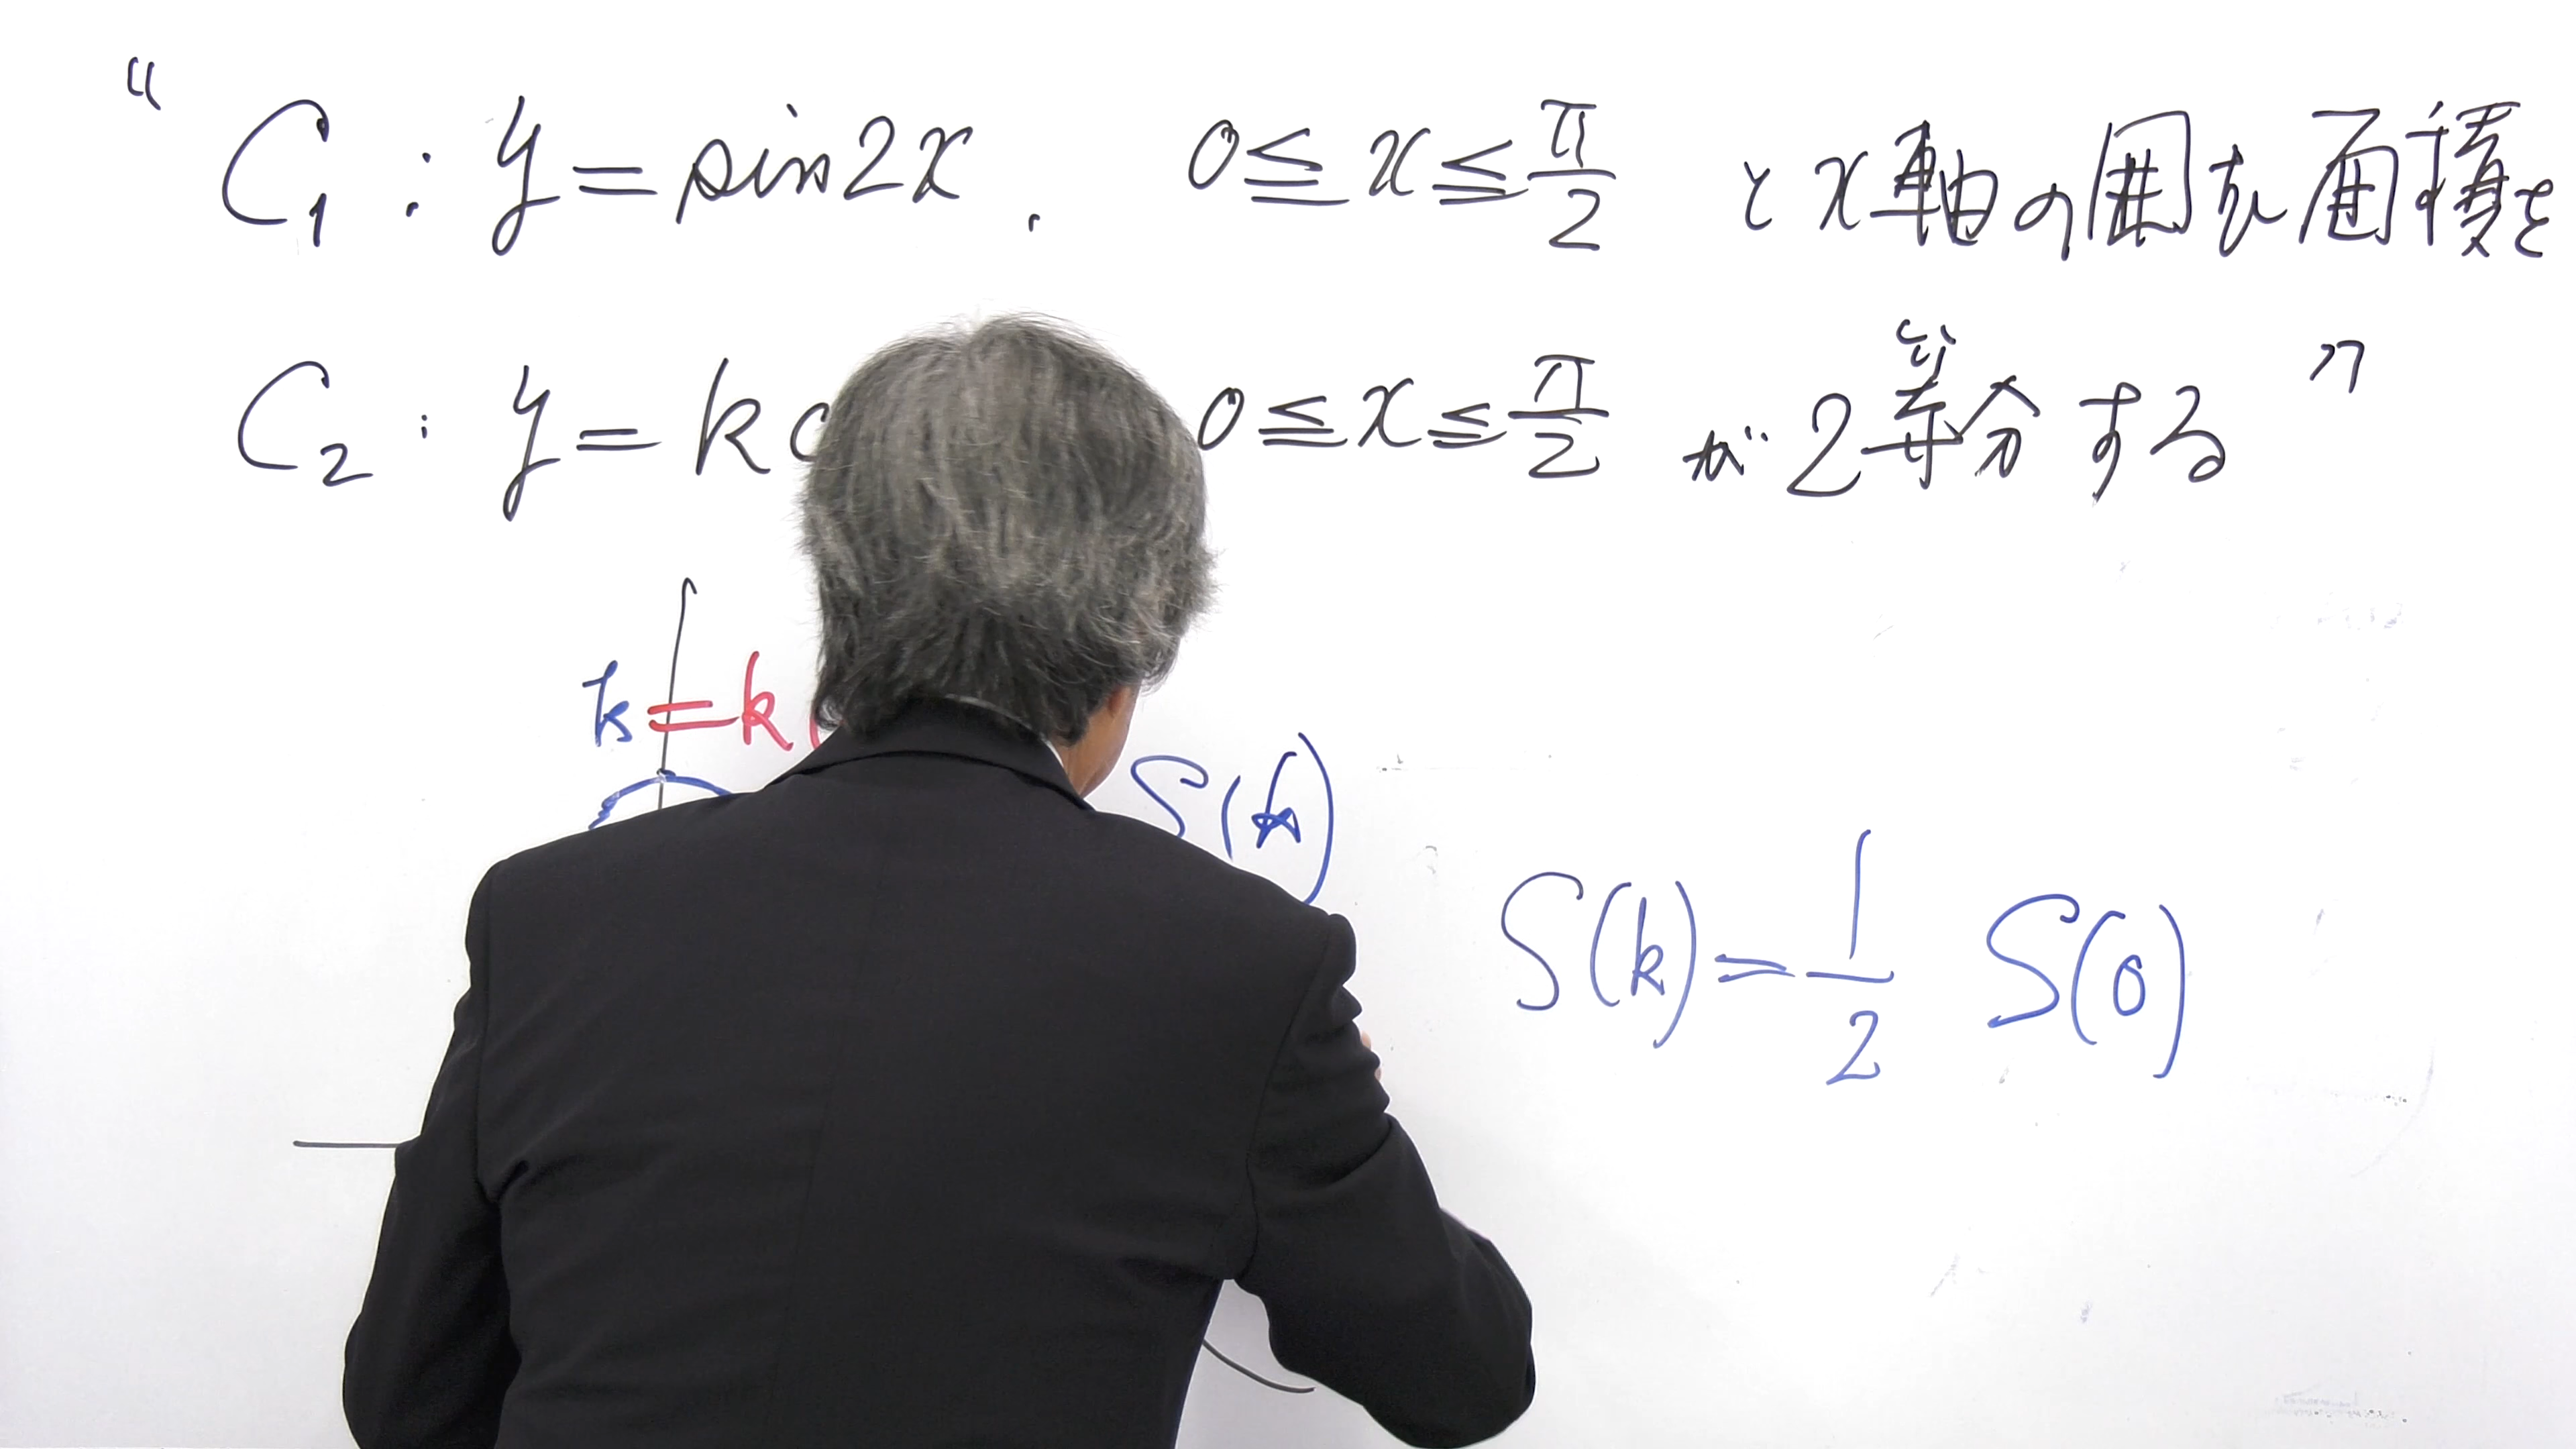 “ C₁ : y = sin2x . 0 ≦ x ≦ π/2 と x軸の囲む面積を
C₂ : y = k 0 ≦ x ≦ π/2 が 2等分する ”
k = k
S(k)
S(k) = 1/2 S(0)